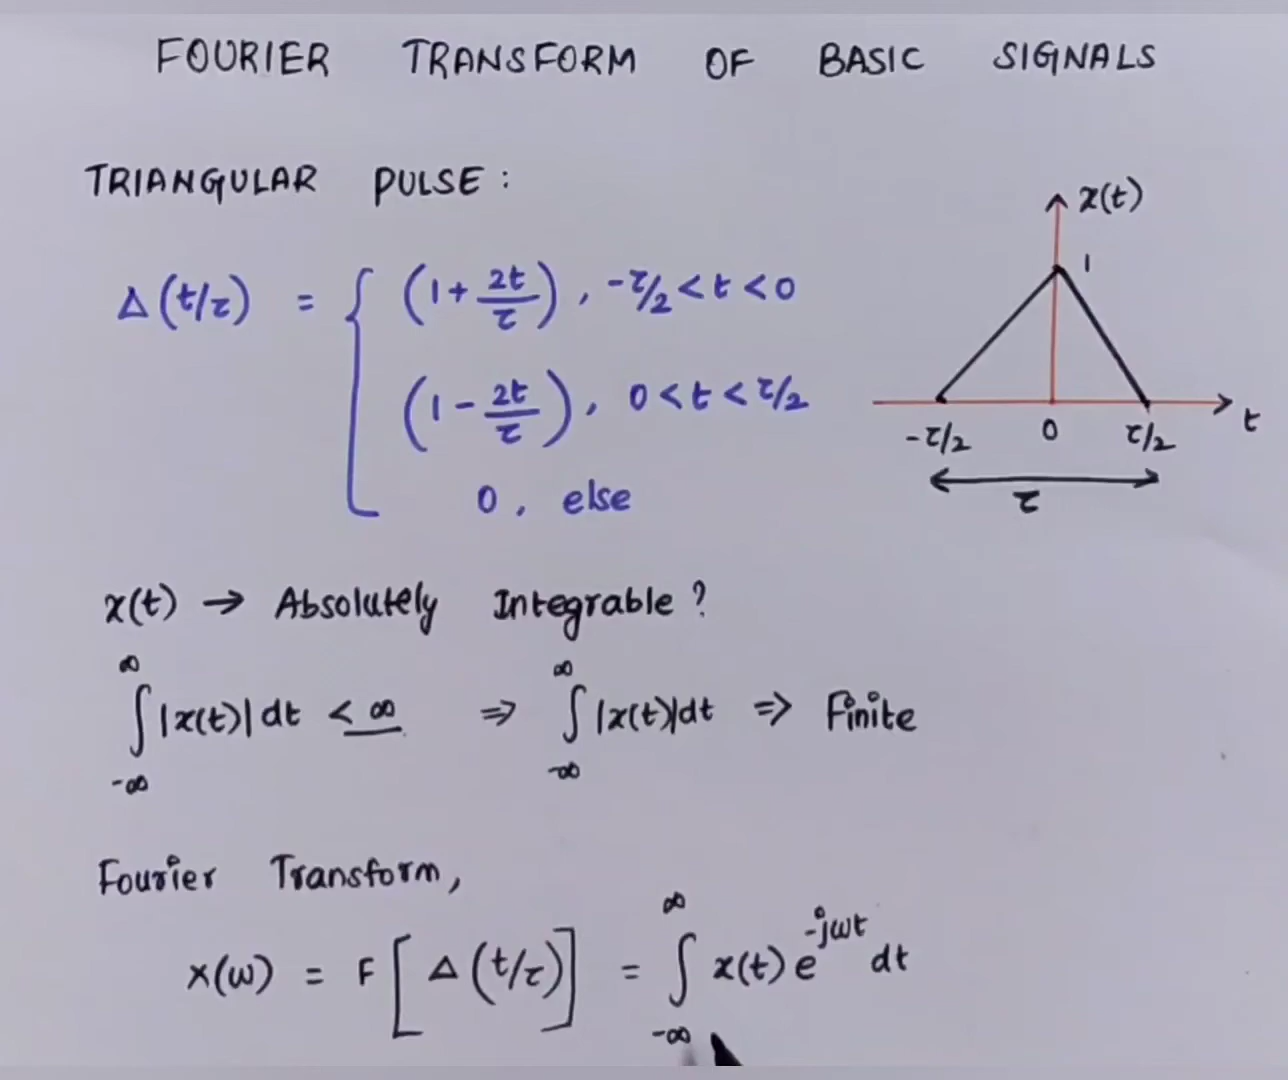 FOURIER TRANSFORM OF BASIC SIGNALS
TRIANGULAR PULSE:
Δ(t/τ) = { (1 + 2t/τ), -τ/2 < t < 0
(1 - 2t/τ), 0 < t < τ/2
0, else
x(t)
1
-τ/2 0 τ/2 t
τ
x(t) → Absolutely Integrable?
∫_{-∞}^{∞} |x(t)| dt < ∞ ⇒ ∫_{-∞}^{∞} |x(t)| dt ⇒ Finite
Fourier Transform,
X(ω) = F[Δ(t/τ)] = ∫_{-∞}^{∞} x(t) e^{-jωt} dt